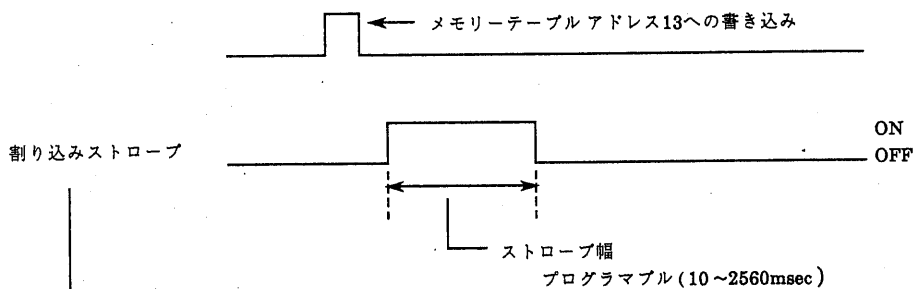 メモリーテーブル アドレス13への書き込み
ON
割り込みストローブ
OFF
ストローブ幅
プログラマブル(10~2560msec)